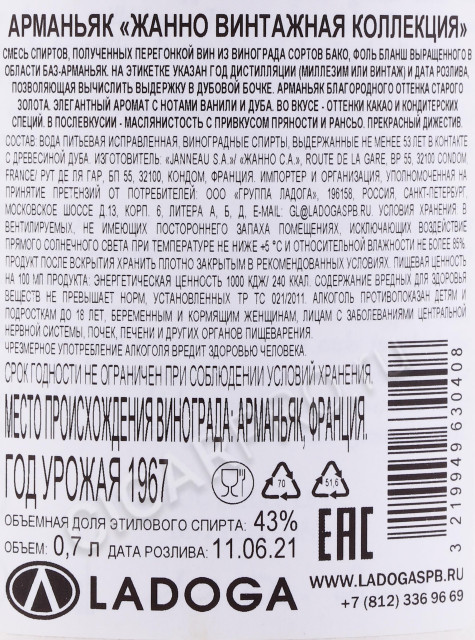 АРМАНЬЯК «ЖАННО ВИНТАЖНАЯ КОЛЛЕКЦИЯ»
СМЕСЬ СПИРТОВ, ПОЛУЧЕННЫХ ПЕРЕГОНКОЙ ВИН ИЗ ВИНОГРАДА СОРТОВ БАКО, ФОЛЬ БЛАНШ ВЫРАЩЕННОГО В
ОБЛАСТИ БАЗ-АРМАНЬЯК. НА ЭТИКЕТКЕ УКАЗАН ГОД ДИСТИЛЛЯЦИИ (МИЛЛЕЗИМ ИЛИ ВИНТАЖ) И ДАТА РОЗЛИВА,
ПОЗВОЛЯЮЩАЯ ВЫЧИСЛИТЬ ВЫДЕРЖКУ В ДУБОВОЙ БОЧКЕ. АРМАНЬЯК БЛАГОРОДНОГО ОТТЕНКА СТАРОГО
ЗОЛОТА. ЭЛЕГАНТНЫЙ АРОМАТ С НОТАМИ ВАНИЛИ И ДУБА. ВО ВКУСЕ - ОТТЕНКИ КАКАО И КОНДИТЕРСКИХ
СПЕЦИЙ. В ПОСЛЕВКУСИИ - МАСЛЯНИСТОСТЬ С ПРИВКУСОМ ПРЯНОСТИ И РАНСЬО. ПРЕКРАСНЫЙ ДИЖЕСТИВ.
СОСТАВ: ВОДА ПИТЬЕВАЯ ИСПРАВЛЕННАЯ, ВИНОГРАДНЫЕ СПИРТЫ, ВЫДЕРЖАННЫЕ НЕ МЕНЕЕ 53 ЛЕТ В КОНТАКТЕ
С ДРЕВЕСИНОЙ ДУБА. ИЗГОТОВИТЕЛЬ: «JANNEAU S.A.»/ «ЖАННО С.А.», ROUTE DE LA GARE, BP 55, 32100 CONDOM,
FRANCE/ РУТ ДЕ ЛЯ ГАР, БП 55, 32100, КОНДОМ, ФРАНЦИЯ. ИМПОРТЕР И ОРГАНИЗАЦИЯ, УПОЛНОМОЧЕННАЯ НА
ПРИНЯТИЕ ПРЕТЕНЗИЙ ОТ ПОТРЕБИТЕЛЕЙ: ООО «ГРУППА ЛАДОГА», 196158, РОССИЯ, САНКТ-ПЕТЕРБУРГ,
МОСКОВСКОЕ ШОССЕ Д.13, КОРП. 6, ЛИТЕРА А, Б, Д, E-MAIL: GL@LADOGASPB.RU. УСЛОВИЯ ХРАНЕНИЯ: В
ВЕНТИЛИРУЕМЫХ, НЕ ИМЕЮЩИХ ПОСТОРОННЕГО ЗАПАХА ПОМЕЩЕНИЯХ, ИСКЛЮЧАЮЩИХ ВОЗДЕЙСТВИЕ
ПРЯМОГО СОЛНЕЧНОГО СВЕТА ПРИ ТЕМПЕРАТУРЕ НЕ НИЖЕ +5 °С И ОТНОСИТЕЛЬНОЙ ВЛАЖНОСТИ НЕ БОЛЕЕ 85%.
ПРОДУКТ ПОСЛЕ ВСКРЫТИЯ ХРАНИТЬ ПЛОТНО ЗАКРЫТЫМ В РЕКОМЕНДОВАННЫХ УСЛОВИЯХ. ПИЩЕВАЯ ЦЕННОСТЬ
НА 100 МЛ ПРОДУКТА: ЭНЕРГЕТИЧЕСКАЯ ЦЕННОСТЬ 1000 КДЖ/ 240 ККАЛ. СОДЕРЖАНИЕ ВРЕДНЫХ ДЛЯ ЗДОРОВЬЯ
ВЕЩЕСТВ НЕ ПРЕВЫШАЕТ НОРМ, УСТАНОВЛЕННЫХ ТР ТС 021/2011. АЛКОГОЛЬ ПРОТИВОПОКАЗАН ДЕТЯМ И
ПОДРОСТКАМ ДО 18 ЛЕТ, БЕРЕМЕННЫМ И КОРМЯЩИМ ЖЕНЩИНАМ, ЛИЦАМ С ЗАБОЛЕВАНИЯМИ ЦЕНТРАЛЬНОЙ
НЕРВНОЙ СИСТЕМЫ, ПОЧЕК, ПЕЧЕНИ И ДРУГИХ ОРГАНОВ ПИЩЕВАРЕНИЯ.
ЧРЕЗМЕРНОЕ УПОТРЕБЛЕНИЕ АЛКОГОЛЯ ВРЕДИТ ЗДОРОВЬЮ ЧЕЛОВЕКА.
СРОК ГОДНОСТИ НЕ ОГРАНИЧЕН ПРИ СОБЛЮДЕНИИ УСЛОВИЙ ХРАНЕНИЯ.
МЕСТО ПРОИСХОЖДЕНИЯ ВИНОГРАДА: АРМАНЬЯК, ФРАНЦИЯ.
ГОД УРОЖАЯ 1967
70
51,6
ОБЪЕМНАЯ ДОЛЯ ЭТИЛОВОГО СПИРТА: 43%
ОБЪЕМ: 0,7 л ДАТА РОЗЛИВА: 11.06.21
EAC
3 219949 630408
LADOGA
WWW.LADOGASPB.RU
+7 (812) 336 96 69